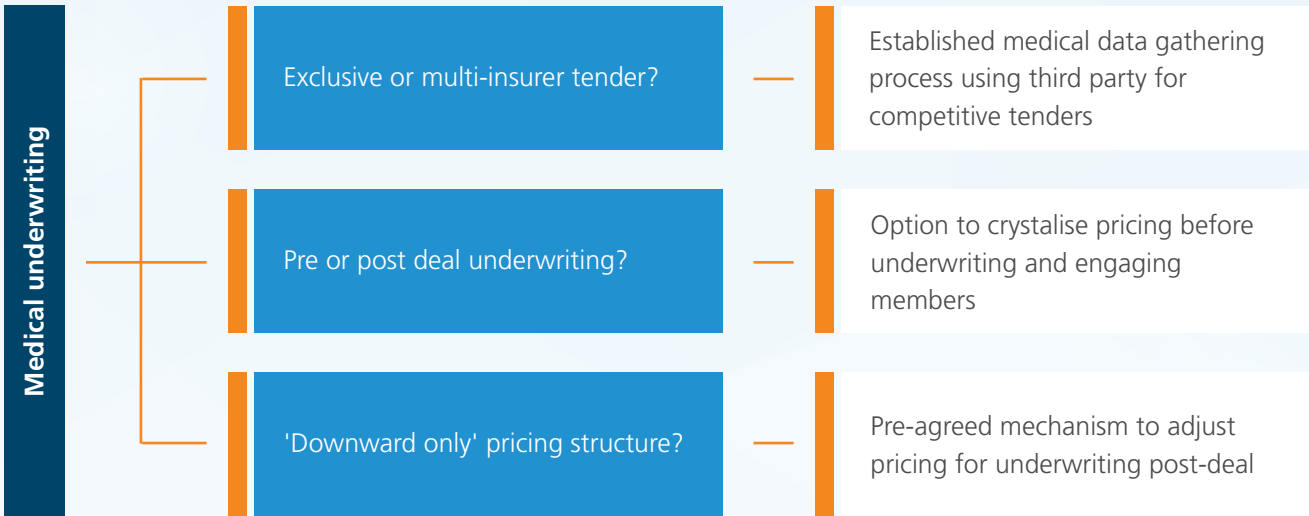 Medical underwriting
Exclusive or multi-insurer tender?
Established medical data gathering
process using third party for
competitive tenders
Pre or post deal underwriting?
Option to crystalise pricing before
underwriting and engaging
members
'Downward only' pricing structure?
Pre-agreed mechanism to adjust
pricing for underwriting post-deal